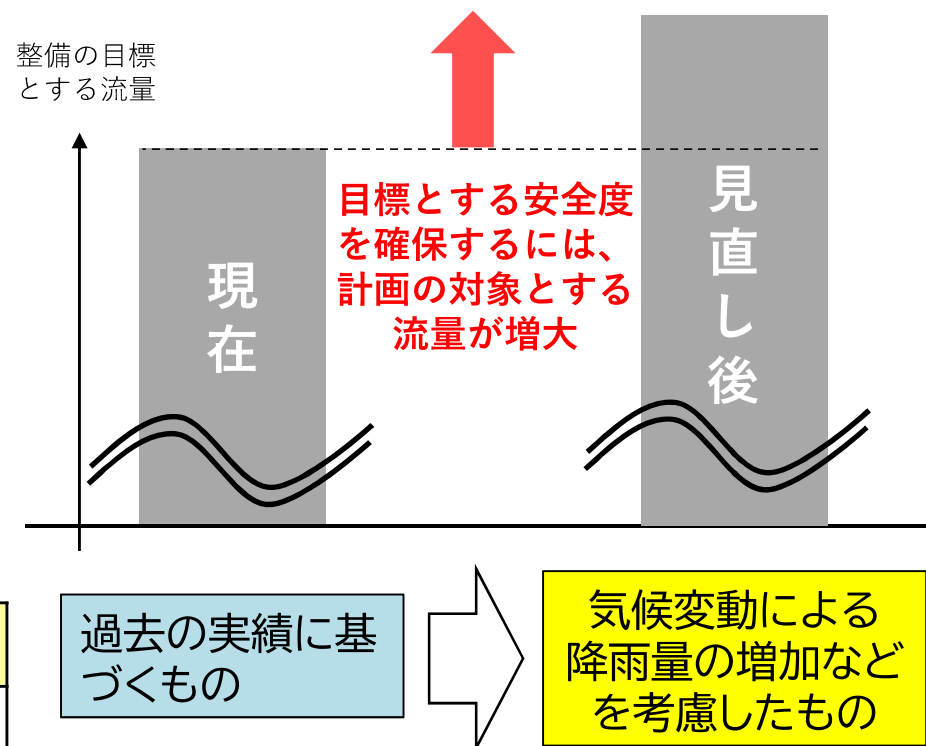 整備の目標
とする流量
現在
目標とする安全度
を確保するには、
計画の対象とする
流量が増大
見直し後
過去の実績に基
づくもの
気候変動による
降雨量の増加など
を考慮したもの